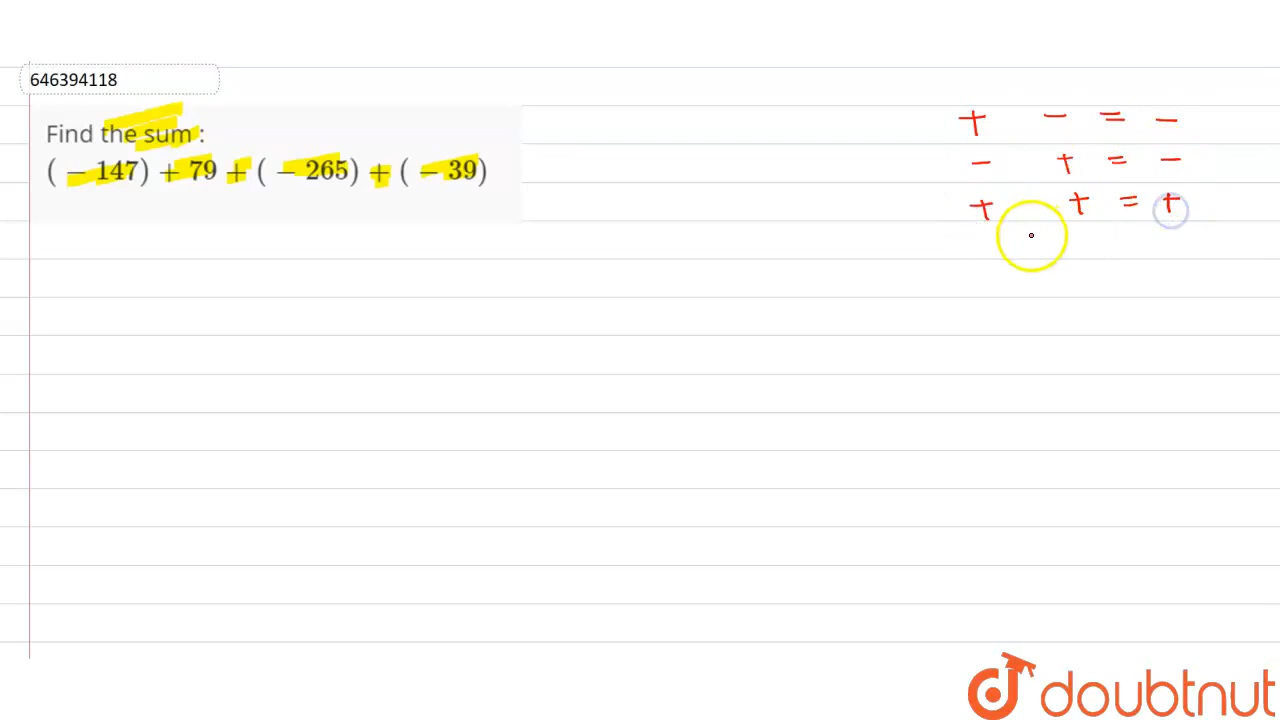 646394118
Find the sum :
(− 147) + 79 + (− 265) + (− 39)
+ − = −
− + = −
+ + = +
doubtnut